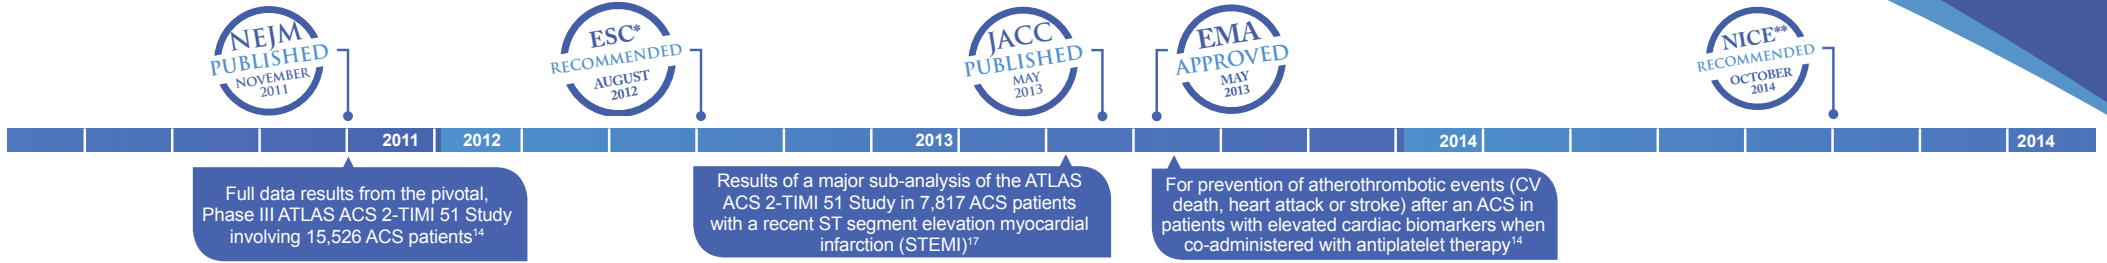 NEJM
PUBLISHED
NOVEMBER
2011
ESC*
RECOMMENDED
AUGUST
2012
JACC
PUBLISHED
MAY
2013
EMA
APPROVED
MAY
2013
NICE**
RECOMMENDED
OCTOBER
2014
2011
2012
2013
2014
2014
Full data results from the pivotal,
Phase III ATLAS ACS 2-TIMI 51 Study
involving 15,526 ACS patients14
Results of a major sub-analysis of the ATLAS
ACS 2-TIMI 51 Study in 7,817 ACS patients
with a recent ST segment elevation myocardial
infarction (STEMI)17
For prevention of atherothrombotic events (CV
death, heart attack or stroke) after an ACS in
patients with elevated cardiac biomarkers when
co-administered with antiplatelet therapy14